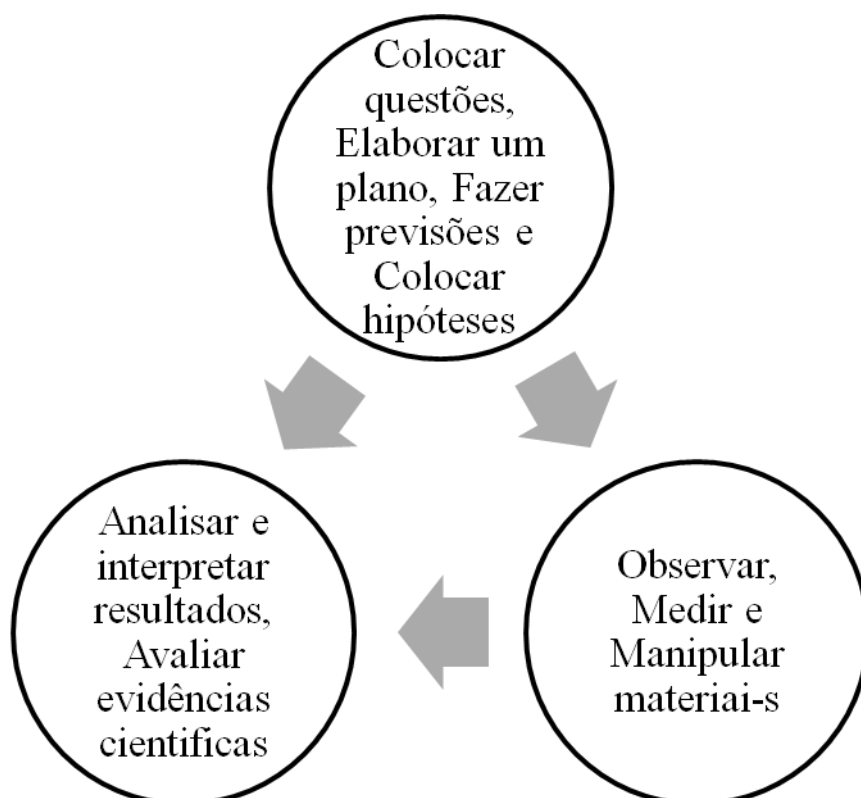 Colocar
questões,
Elaborar um
plano, Fazer
previsões e
Colocar
hipóteses
Analisar e
interpretar
resultados,
Avaliar
evidências
cientificas
Observar,
Medir e
Manipular
materiai-s